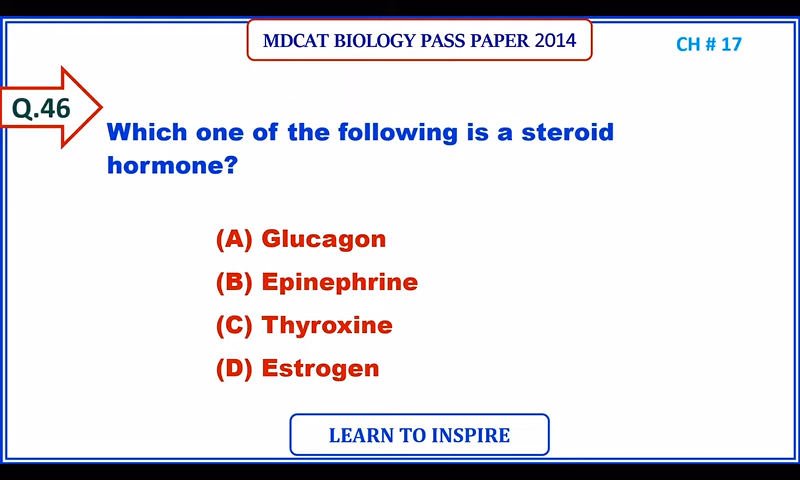 MDCAT BIOLOGY PASS PAPER 2014
CH # 17
Q.46
Which one of the following is a steroid
hormone?
(A) Glucagon
(B) Epinephrine
(C) Thyroxine
(D) Estrogen
LEARN TO INSPIRE